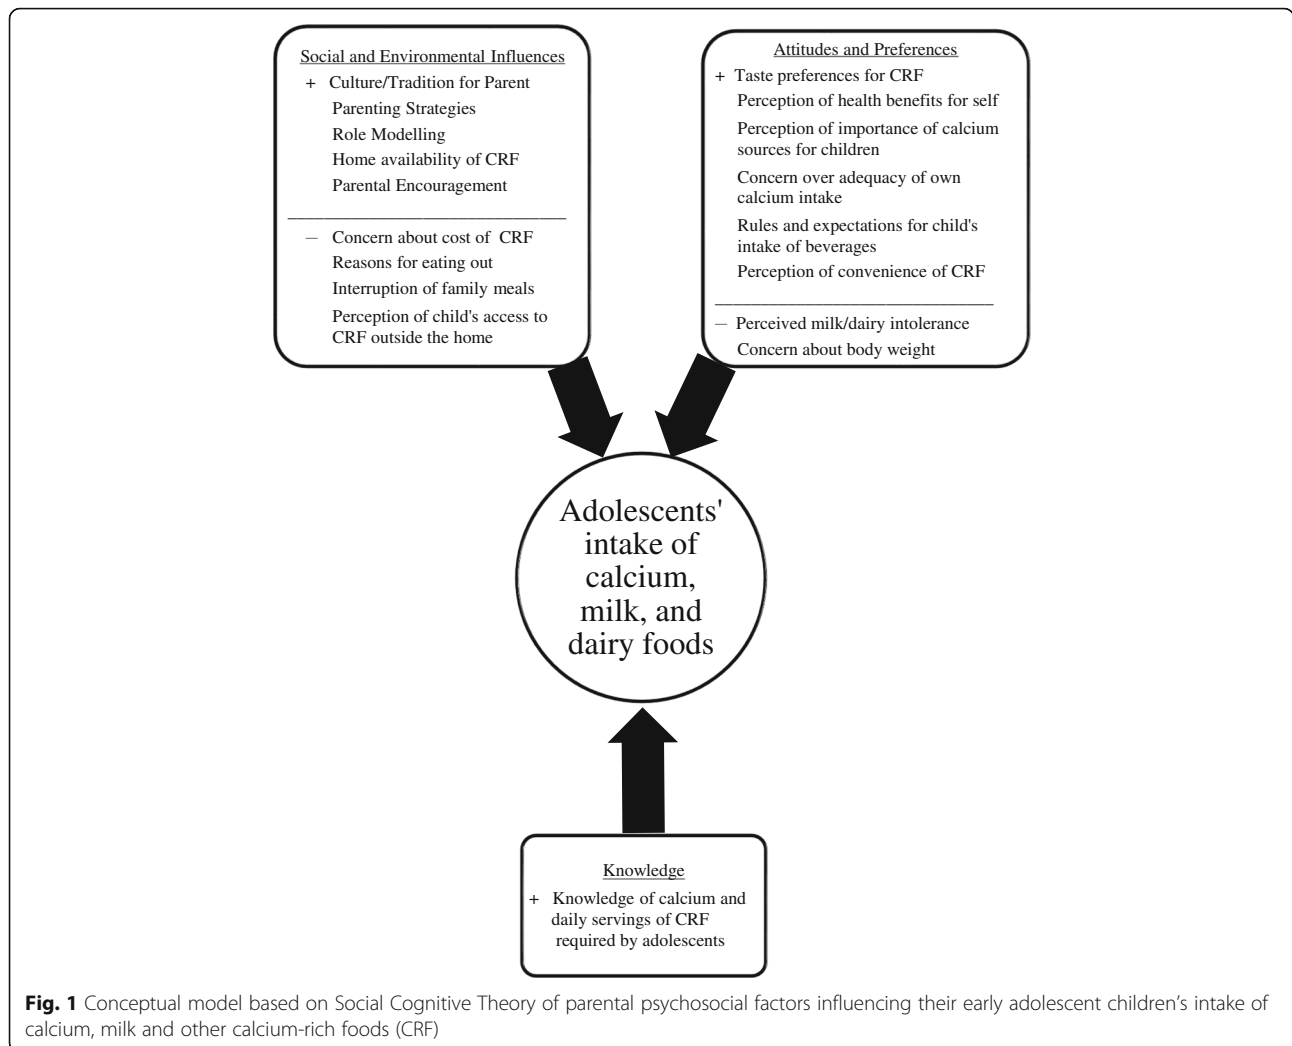 Social and Environmental Influences
+ Culture/Tradition for Parent
Parenting Strategies
Role Modelling
Home availability of CRF
Parental Encouragement
— Concern about cost of CRF
Reasons for eating out
Interruption of family meals
Perception of child's access to
CRF outside the home
Attitudes and Preferences
+ Taste preferences for CRF
Perception of health benefits for self
Perception of importance of calcium
sources for children
Concern over adequacy of own
calcium intake
Rules and expectations for child's
intake of beverages
Perception of convenience of CRF
— Perceived milk/dairy intolerance
Concern about body weight
Adolescents'
intake of
calcium,
milk, and
dairy foods
Knowledge
+ Knowledge of calcium and
daily servings of CRF
required by adolescents
Fig. 1 Conceptual model based on Social Cognitive Theory of parental psychosocial factors influencing their early adolescent children’s intake of
calcium, milk and other calcium-rich foods (CRF)